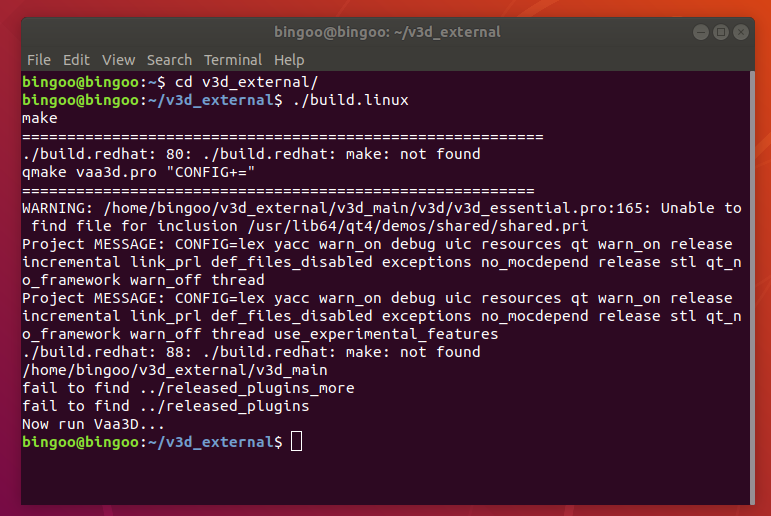 bingoo@bingoo: ~/v3d_external
File Edit View Search Terminal Help
bingoo@bingoo:~$ cd v3d_external/
bingoo@bingoo:~/v3d_external$ ./build.linux
make
==========================================================
./build.redhat: 80: ./build.redhat: make: not found
qmake vaa3d.pro "CONFIG+="
=========================================================
WARNING: /home/bingoo/v3d_external/v3d_main/v3d/v3d_essential.pro:165: Unable to
 find file for inclusion /usr/lib64/qt4/demos/shared/shared.pri
Project MESSAGE: CONFIG=lex yacc warn_on debug uic resources qt warn_on release
incremental link_prl def_files_disabled exceptions no_mocdepend release stl qt_n
o_framework warn_off thread
Project MESSAGE: CONFIG=lex yacc warn_on debug uic resources qt warn_on release
incremental link_prl def_files_disabled exceptions no_mocdepend release stl qt_n
o_framework warn_off thread use_experimental_features
./build.redhat: 88: ./build.redhat: make: not found
/home/bingoo/v3d_external/v3d_main
fail to find ../released_plugins_more
fail to find ../released_plugins
Now run Vaa3D...
bingoo@bingoo:~/v3d_external$